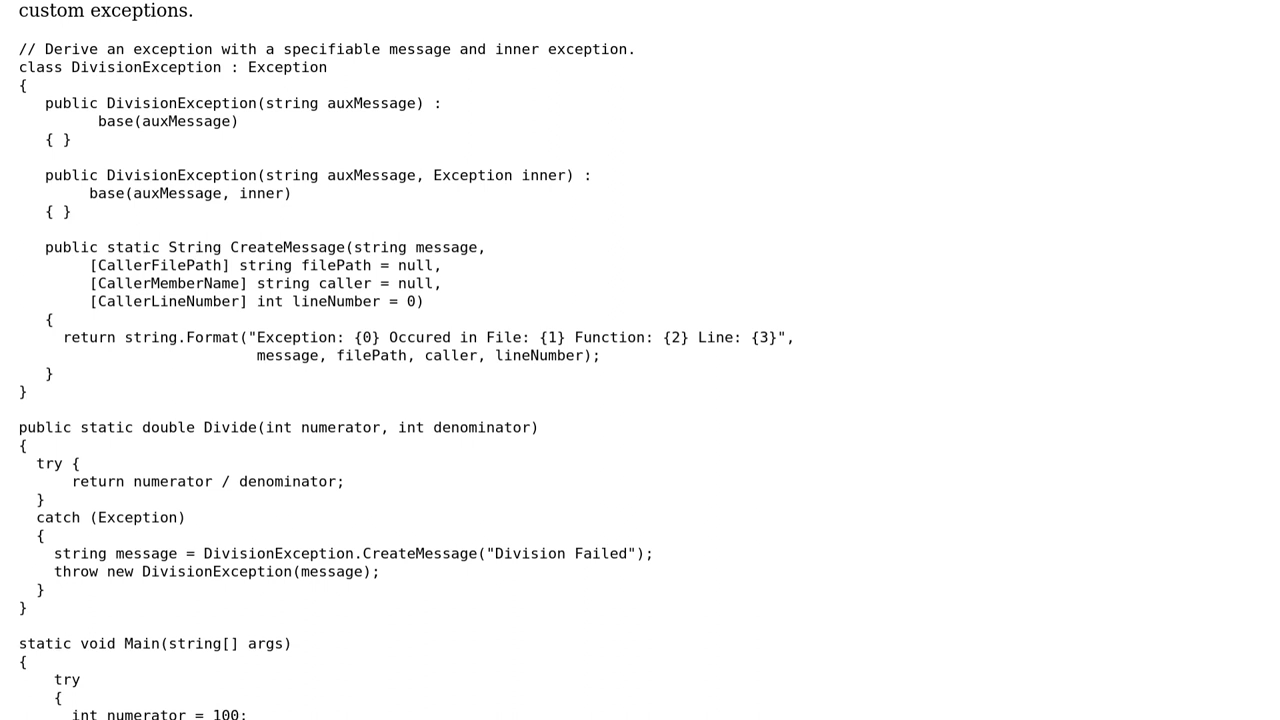 custom exceptions.
// Derive an exception with a specifiable message and inner exception.
class DivisionException : Exception
{
   public DivisionException(string auxMessage) :
         base(auxMessage)
   { }

   public DivisionException(string auxMessage, Exception inner) :
        base(auxMessage, inner)
   { }

   public static String CreateMessage(string message,
        [CallerFilePath] string filePath = null,
        [CallerMemberName] string caller = null,
        [CallerLineNumber] int lineNumber = 0)
   {
     return string.Format("Exception: {0} Occured in File: {1} Function: {2} Line: {3}",
                           message, filePath, caller, lineNumber);
   }
}

public static double Divide(int numerator, int denominator)
{
  try {
      return numerator / denominator;
  }
  catch (Exception)
  {
    string message = DivisionException.CreateMessage("Division Failed");
    throw new DivisionException(message);
  }
}

static void Main(string[] args)
{
    try
    {
      int numerator = 100;